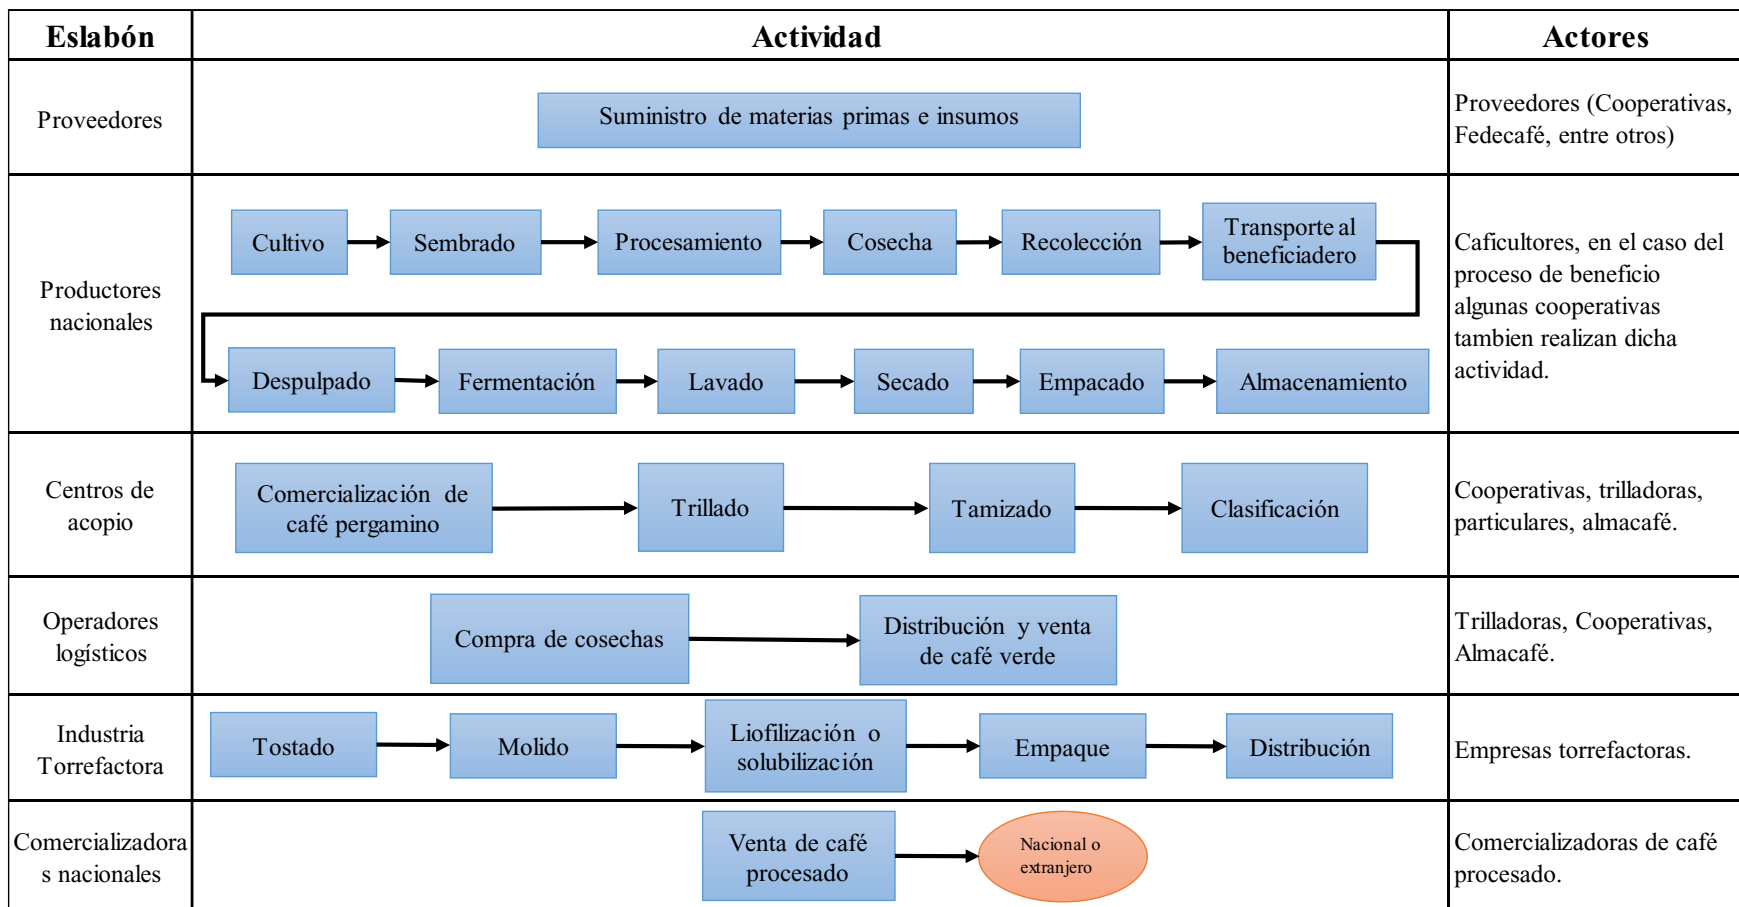 Eslabón
Actividad
Actores
Proveedores
Suministro de materias primas e insumos
Proveedores (Cooperativas,
Fedecafé, entre otros)
Productores
nacionales
Cultivo
Sembrado
Procesamiento
Cosecha
Recolección
Transporte al
beneficiadero
Despulpado
Fermentación
Lavado
Secado
Empacado
Almacenamiento
Caficultores, en el caso del
proceso de beneficio
algunas cooperativas
tambien realizan dicha
actividad.
Centros de
acopio
Comercialización de
café pergamino
Trillado
Tamizado
Clasificación
Cooperativas, trilladoras,
particulares, almacafé.
Operadores
logísticos
Compra de cosechas
Distribución y venta
de café verde
Trilladoras, Cooperativas,
Almacafé.
Industria
Torrefactora
Tostado
Molido
Liofilización o
solubilización
Empaque
Distribución
Empresas torrefactoras.
Comercializadora
s nacionales
Venta de café
procesado
Nacional o
extranjero
Comercializadoras de café
procesado.